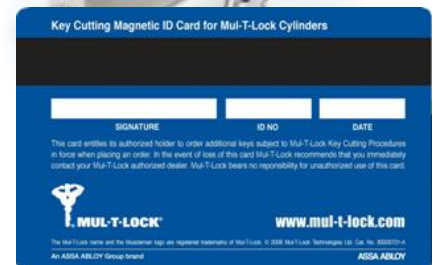 Key Cutting Magnetic ID Card for Mul-T-Lock Cylinders
SIGNATURE
ID NO
DATE
This card entitles its authorized holder to order additional keys subject to Mul-T-Lock Key Cutting Procedures
in force when placing an order. In the event of loss of this card Mul-T-Lock recommends that you immediately
contact your Mul-T-Lock authorized dealer. Mul-T-Lock bears no reponsibility for unauthorized use of this card.
MUL-T-LOCK®
www.mul-t-lock.com
The Mul-T-Lock name and the Muscleman logo are registered trademarks of Mul-T-Lock. © 2008 Mul-T-Lock Technologies Ltd. Cat. No.
An ASSA ABLOY Group brand
ASSA ABLOY